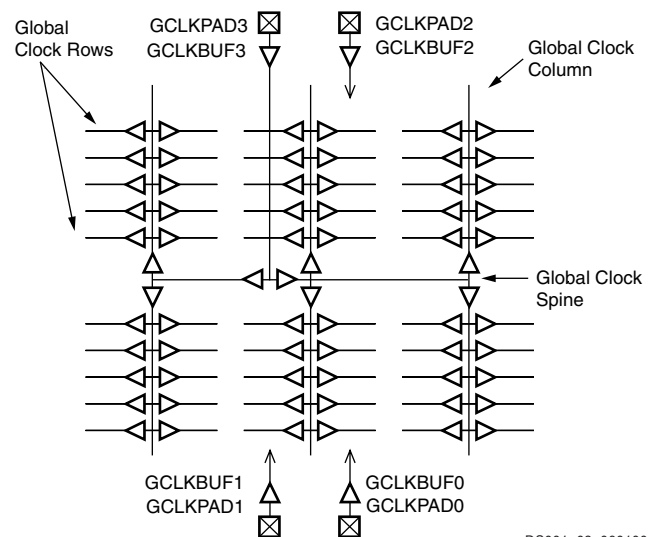 Global
Clock Rows
GCLKPAD3
GCLKBUF3
GCLKPAD2
GCLKBUF2
Global Clock
Column
Global Clock
Spine
GCLKBUF1
GCLKPAD1
GCLKBUF0
GCLKPAD0